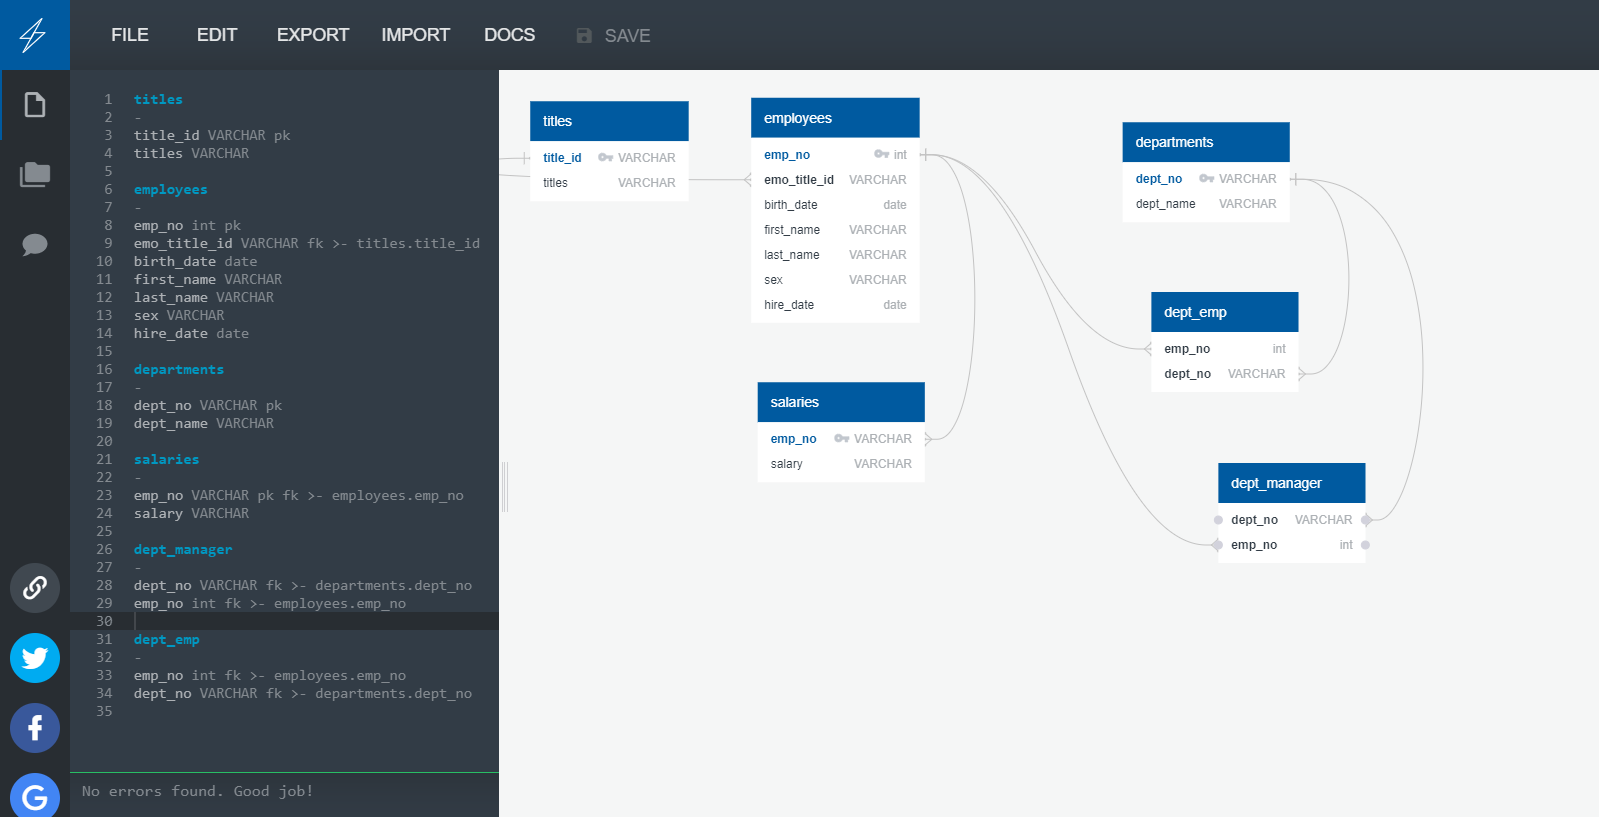 FILE EDIT EXPORT IMPORT DOCS SAVE
1 titles
2 -
3 title_id VARCHAR pk
4 titles VARCHAR
5
6 employees
7 -
8 emp_no int pk
9 emo_title_id VARCHAR fk >- titles.title_id
10 birth_date date
11 first_name VARCHAR
12 last_name VARCHAR
13 sex VARCHAR
14 hire_date date
15
16 departments
17 -
18 dept_no VARCHAR pk
19 dept_name VARCHAR
20
21 salaries
22 -
23 emp_no VARCHAR pk fk >- employees.emp_no
24 salary VARCHAR
25
26 dept_manager
27 -
28 dept_no VARCHAR fk >- departments.dept_no
29 emp_no int fk >- employees.emp_no
30
31 dept_emp
32 -
33 emp_no int fk >- employees.emp_no
34 dept_no VARCHAR fk >- departments.dept_no
35
No errors found. Good job!
titles
title_id VARCHAR
titles VARCHAR
employees
emp_no int
emo_title_id VARCHAR
birth_date date
first_name VARCHAR
last_name VARCHAR
sex VARCHAR
hire_date date
salaries
emp_no VARCHAR
salary VARCHAR
departments
dept_no VARCHAR
dept_name VARCHAR
dept_emp
emp_no int
dept_no VARCHAR
dept_manager
dept_no VARCHAR
emp_no int